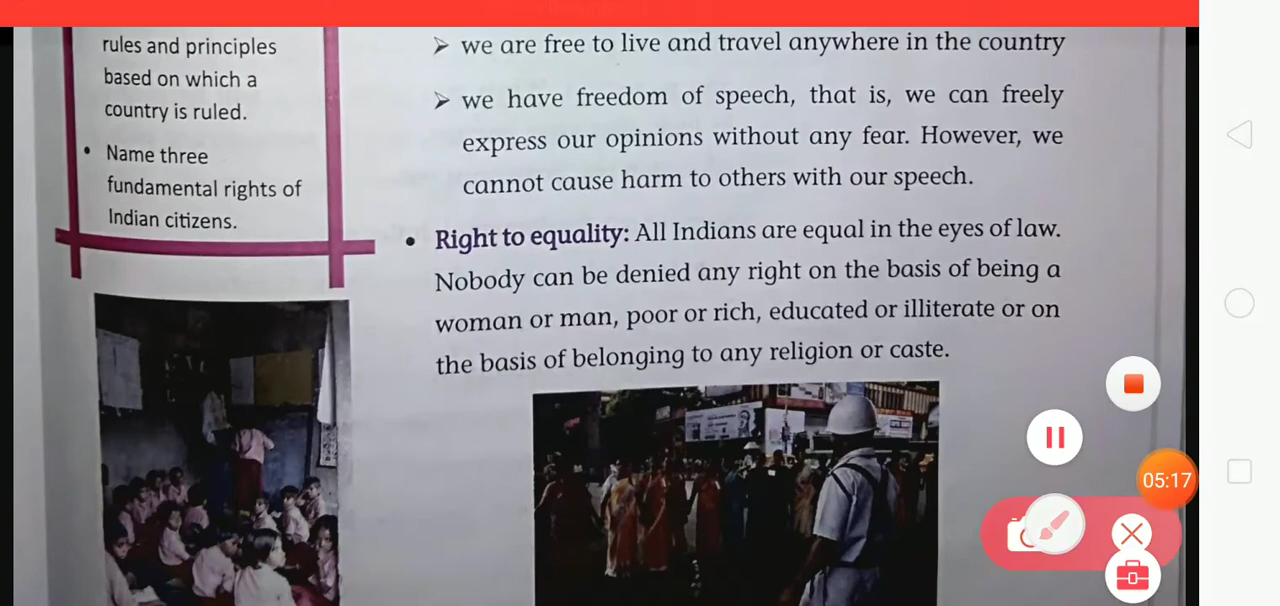 rules and principles
based on which a
country is ruled.
• Name three
fundamental rights of
Indian citizens.
➢ we are free to live and travel anywhere in the country
➢ we have freedom of speech, that is, we can freely
express our opinions without any fear. However, we
cannot cause harm to others with our speech.
• Right to equality: All Indians are equal in the eyes of law.
Nobody can be denied any right on the basis of being a
woman or man, poor or rich, educated or illiterate or on
the basis of belonging to any religion or caste.
05:17